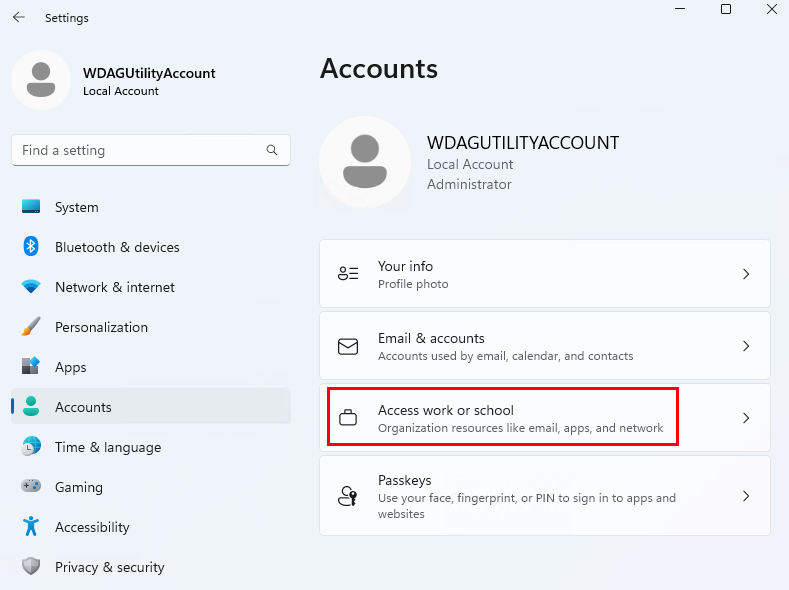 Settings
WDAGUtilityAccount
Local Account
Find a setting
System
Bluetooth & devices
Network & internet
Personalization
Apps
Accounts
Time & language
Gaming
Accessibility
Privacy & security
Accounts
WDAGUTILITYACCOUNT
Local Account
Administrator
Your info
Profile photo
Email & accounts
Accounts used by email, calendar, and contacts
Access work or school
Organization resources like email, apps, and network
Passkeys
Use your face, fingerprint, or PIN to sign in to apps and
websites